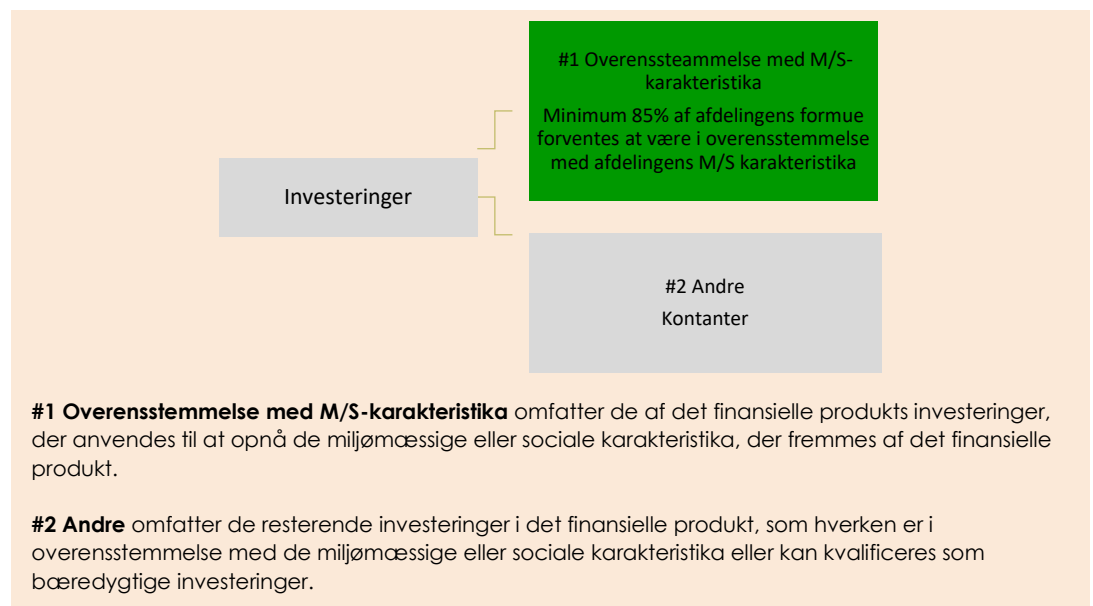 #1 Overenssteammelse med M/S-
karakteristika
Minimum 85% af afdelingens formue
forventes at være i overensstemmelse
med afdelingens M/S karakteristika
Investeringer
#2 Andre
Kontanter
#1 Overensstemmelse med M/S-karakteristika omfatter de af det finansielle produkts investeringer,
der anvendes til at opnå de miljømæssige eller sociale karakteristika, der fremmes af det finansielle
produkt.
#2 Andre omfatter de resterende investeringer i det finansielle produkt, som hverken er i
overensstemmelse med de miljømæssige eller sociale karakteristika eller kan kvalificeres som
bæredygtige investeringer.